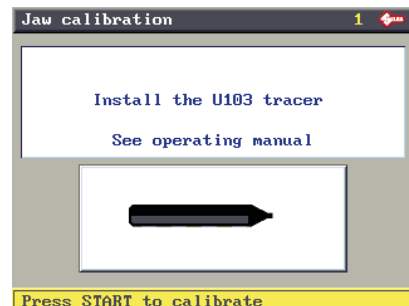 Jaw calibration 1
Install the U103 tracer
See operating manual
Press START to calibrate